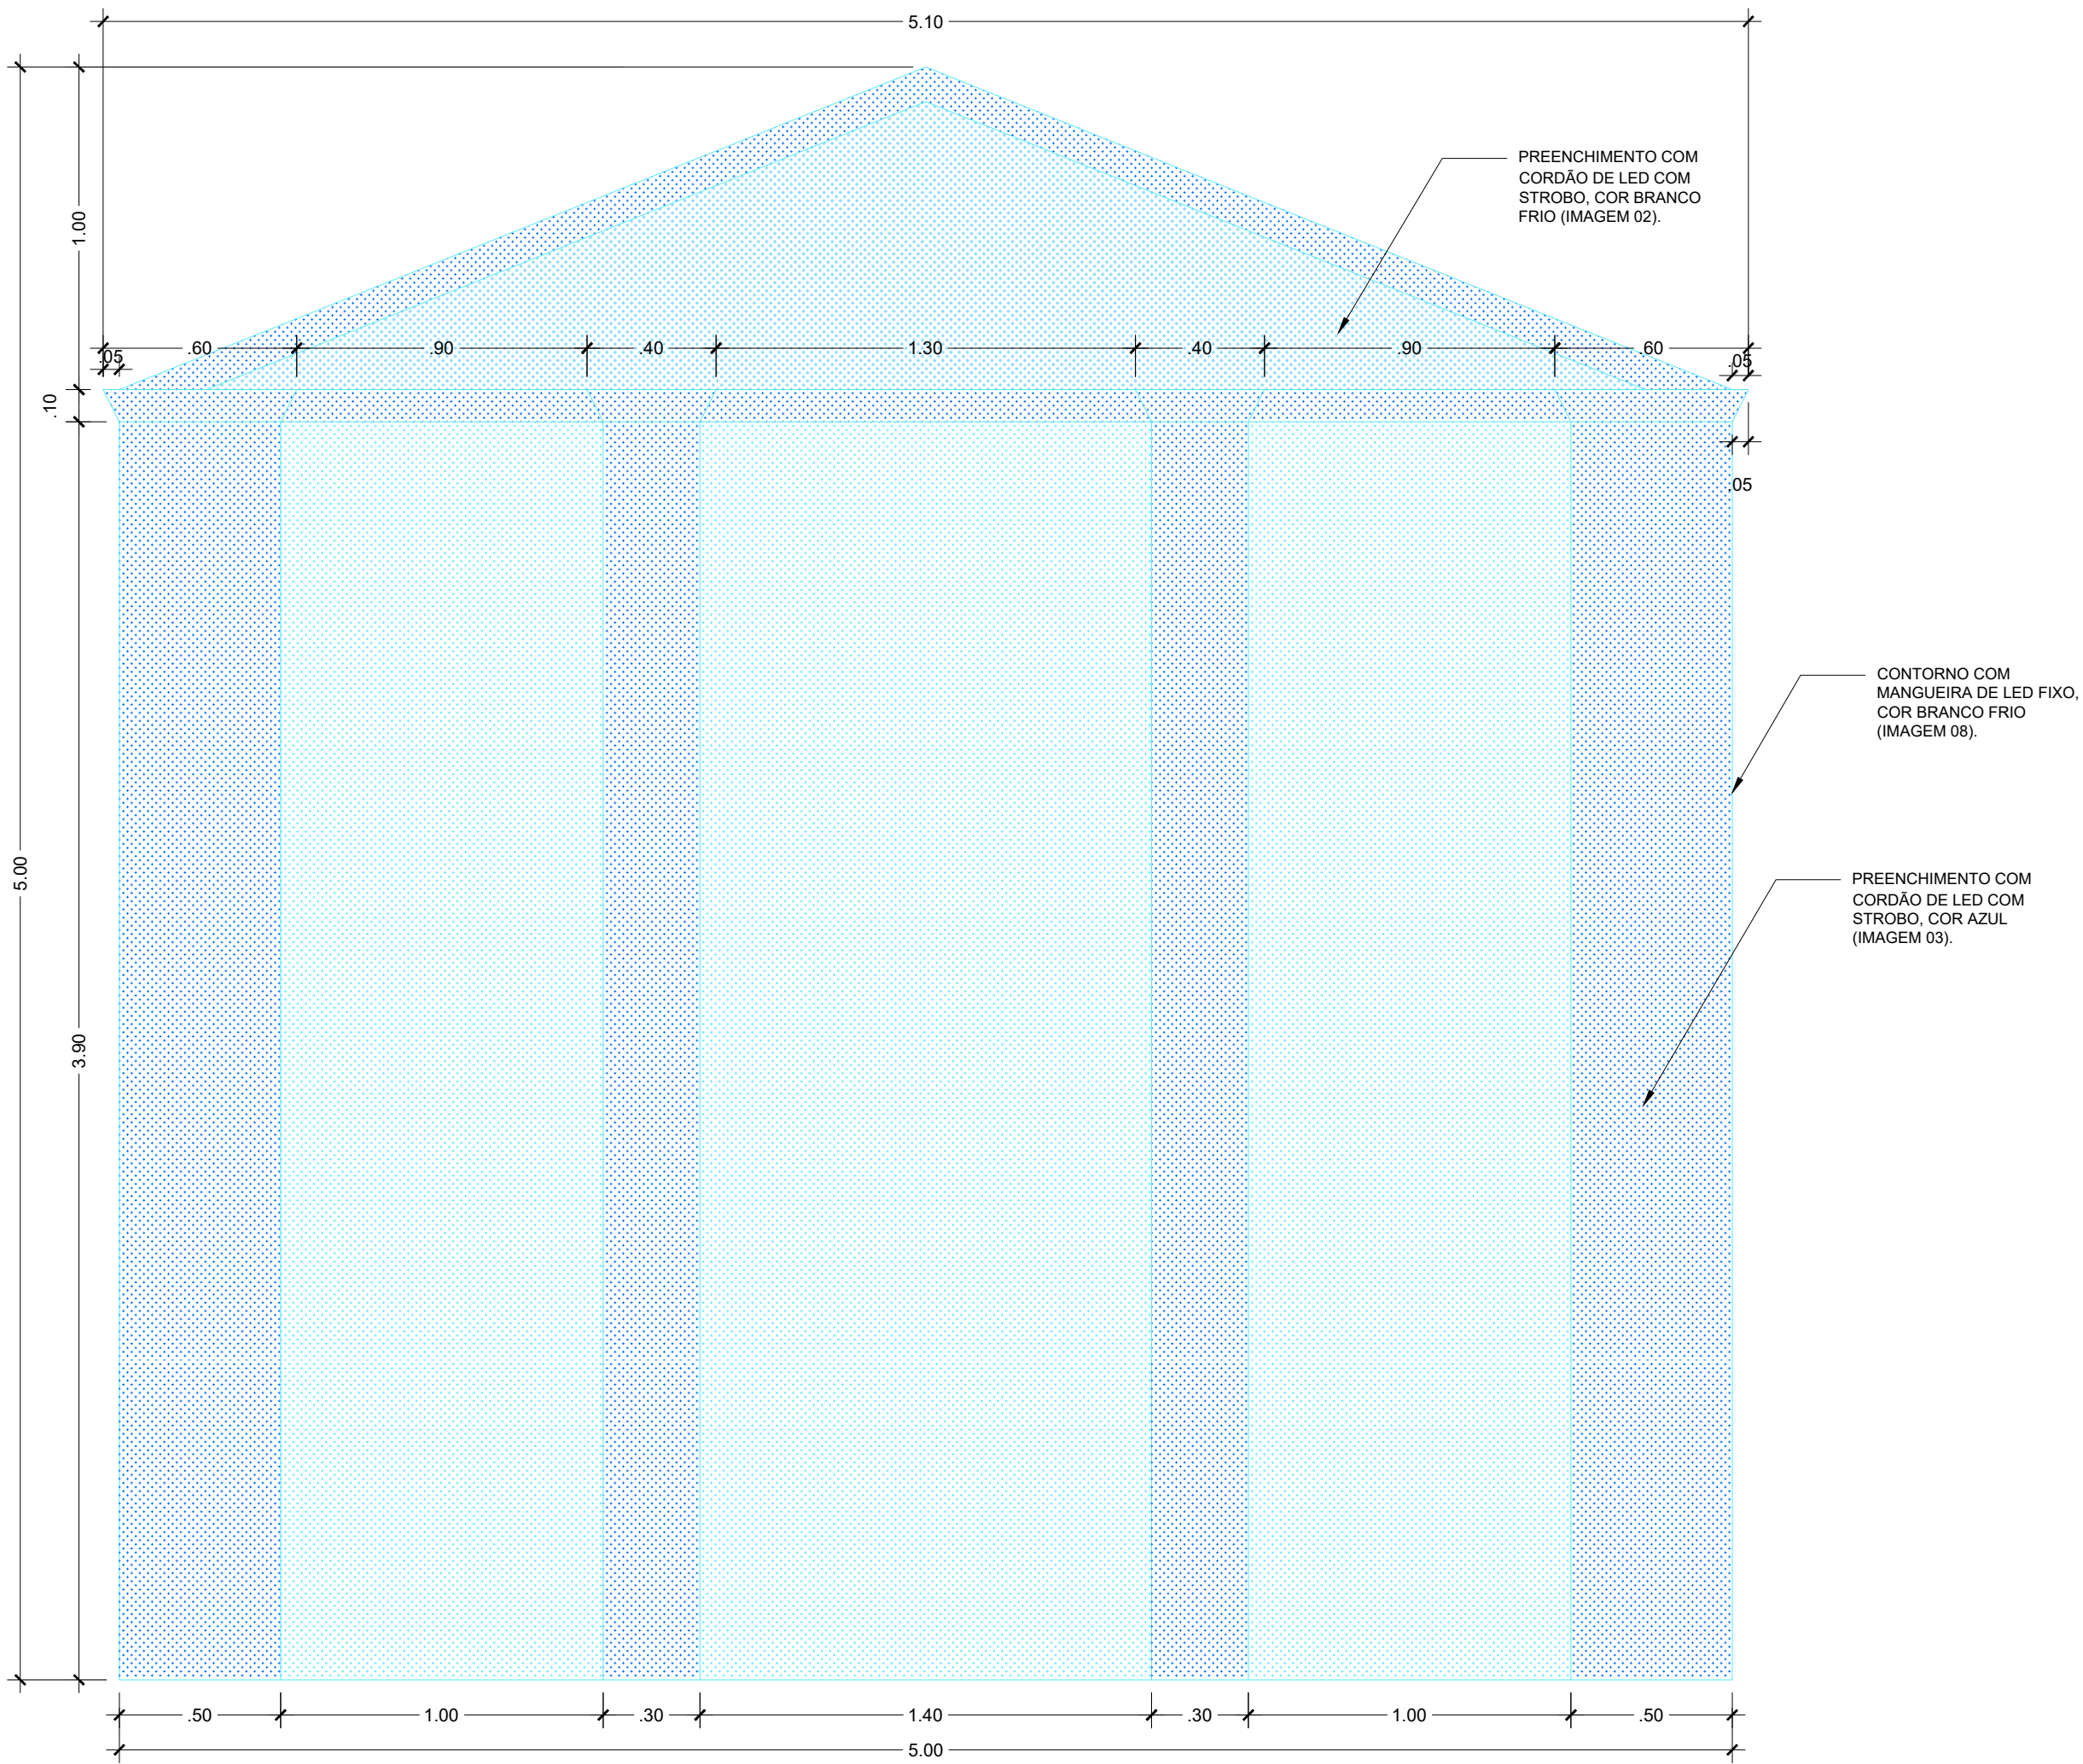 5.10
PREENCHIMENTO COM
CORDÃO DE LED COM
STROBO, COR BRANCO
FRIO (IMAGEM 02).
1.00
.60
.90
.40
1.30
.40
.90
.60
.05
.05
.10
.05
CONTORNO COM
MANGUEIRA DE LED FIXO,
COR BRANCO FRIO
(IMAGEM 08).
5.00
PREENCHIMENTO COM
CORDÃO DE LED COM
STROBO, COR AZUL
(IMAGEM 03).
3.90
.50
1.00
.30
1.40
.30
1.00
.50
5.00